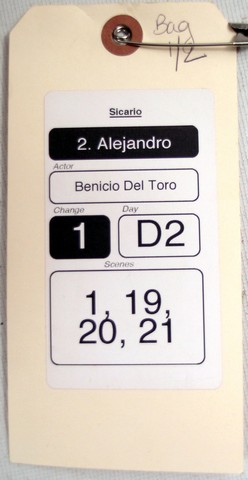 Bag
1/2
Sicario
2. Alejandro
Actor
Benicio Del Toro
Change Day
1 D2
Scenes
1, 19,
20, 21